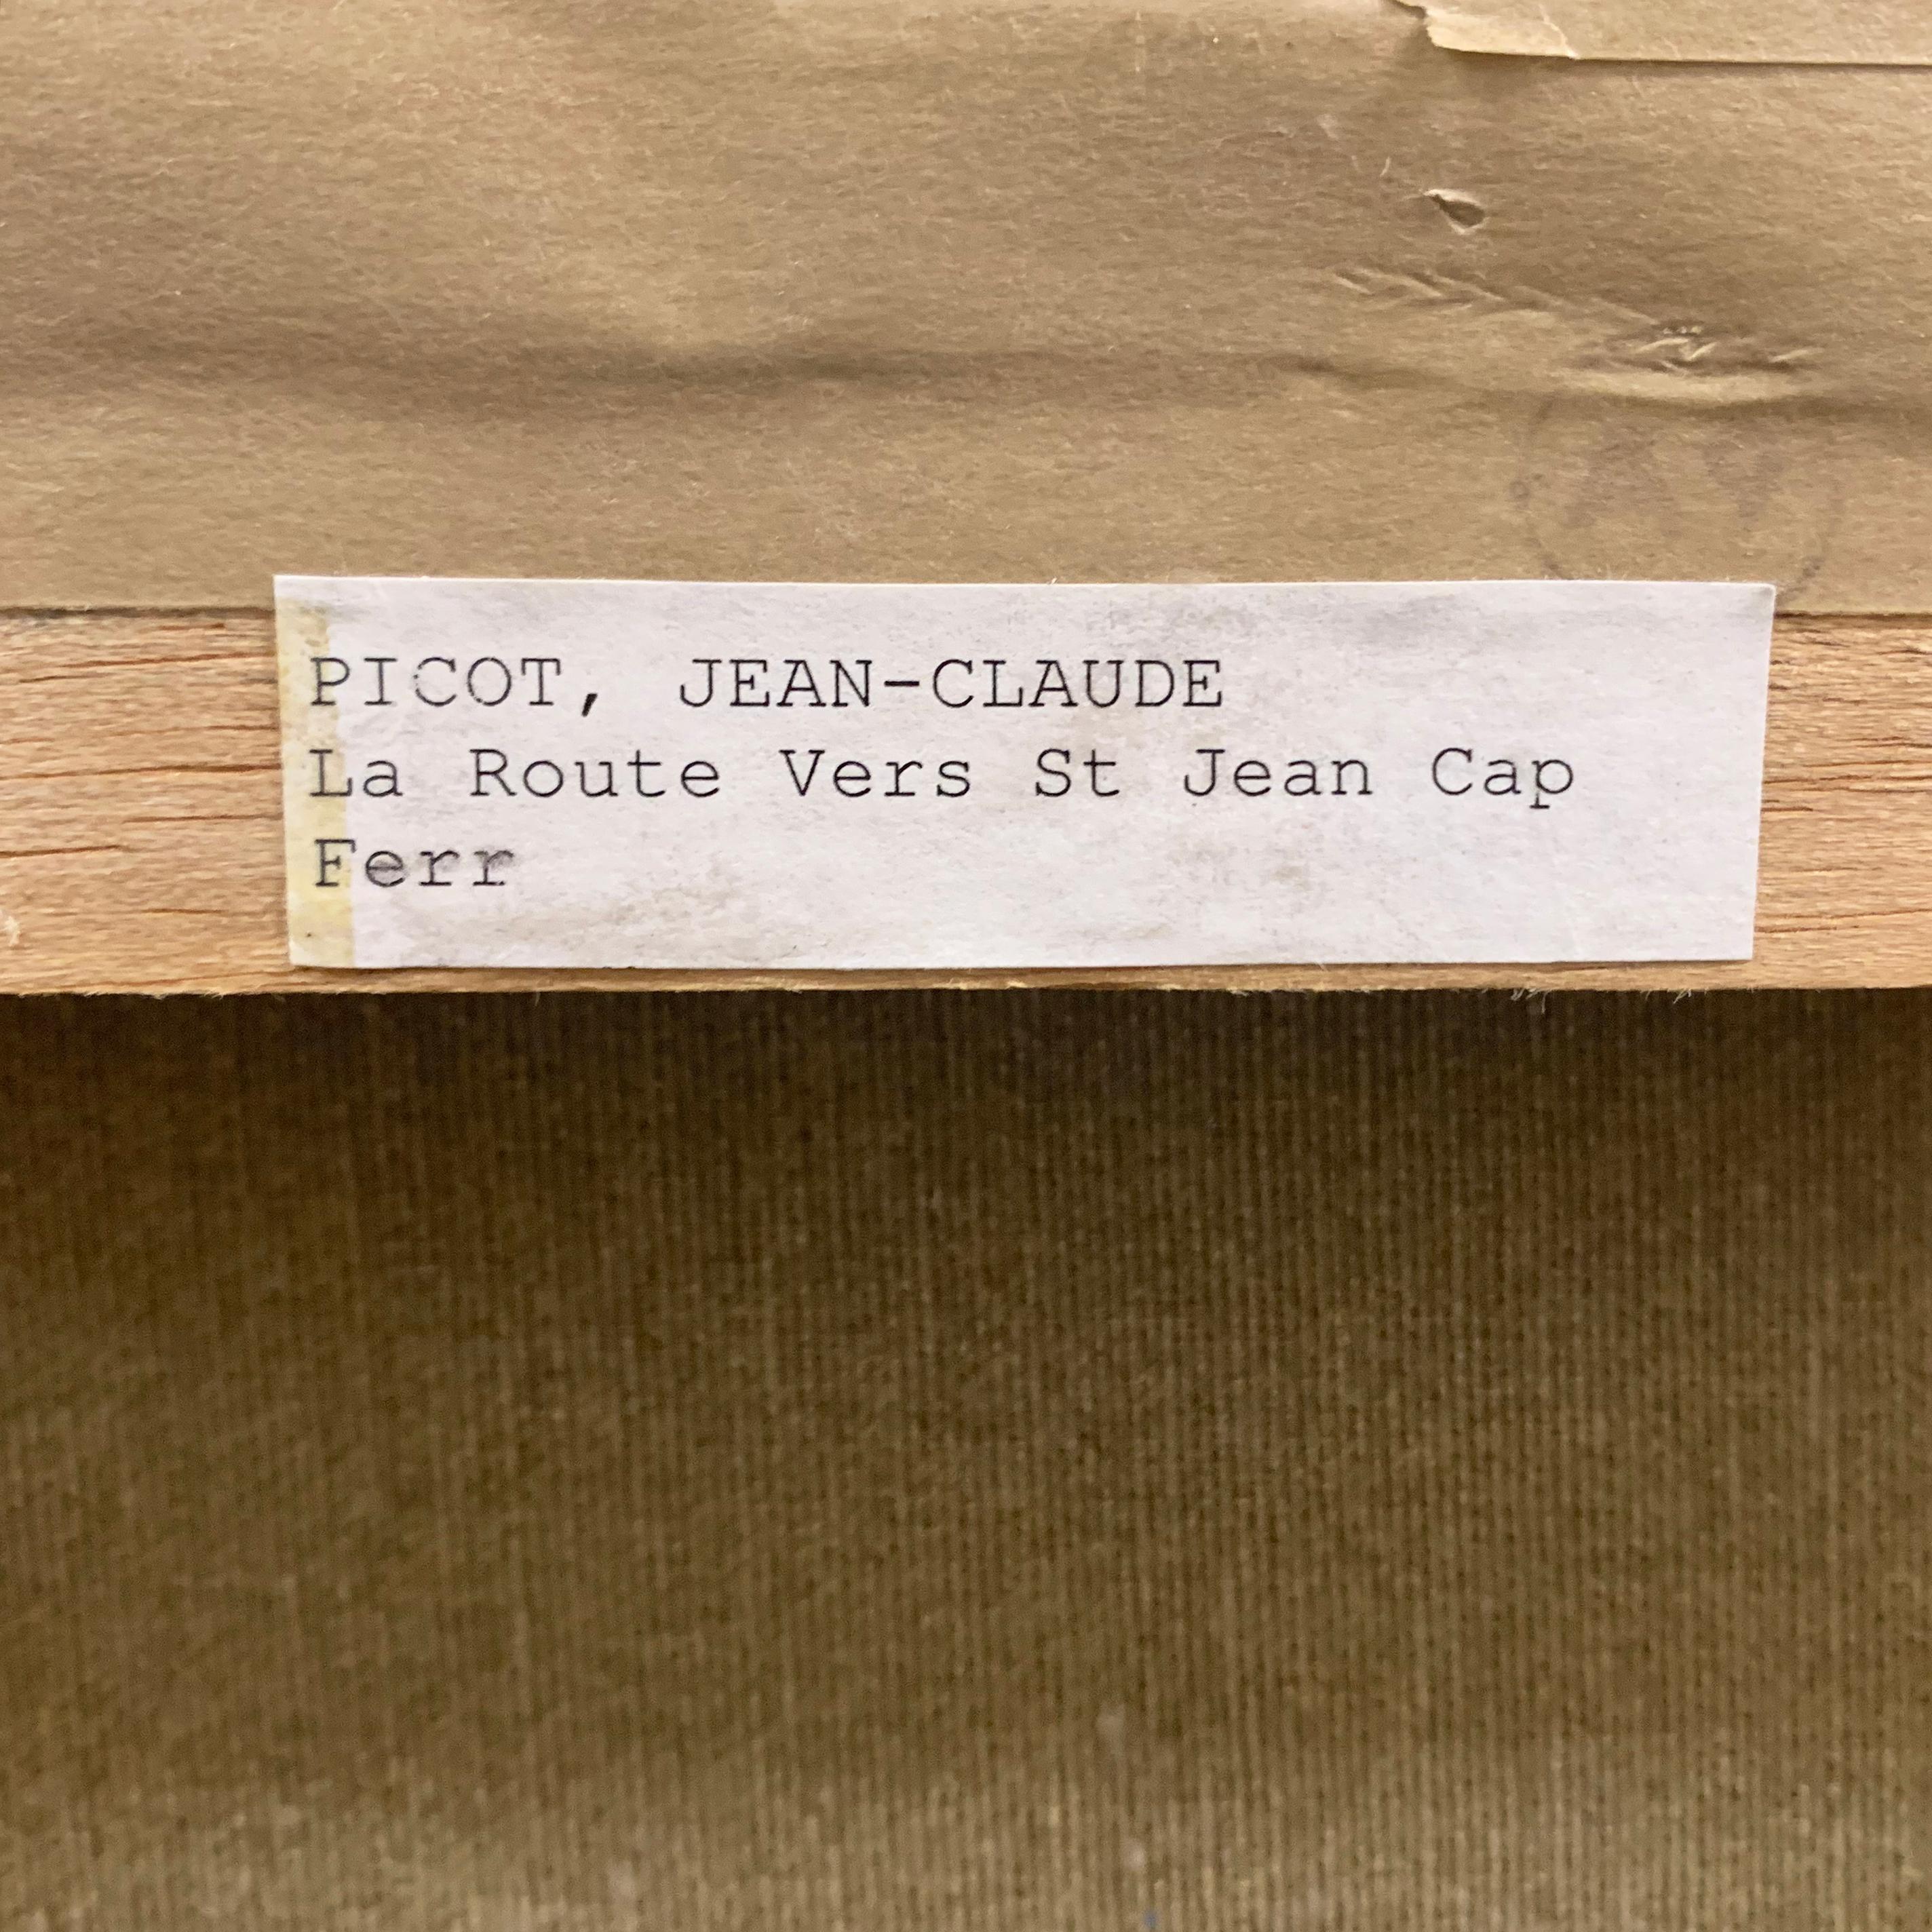 PICOT, JEAN-CLAUDE
La Route Vers St Jean Cap
Ferr